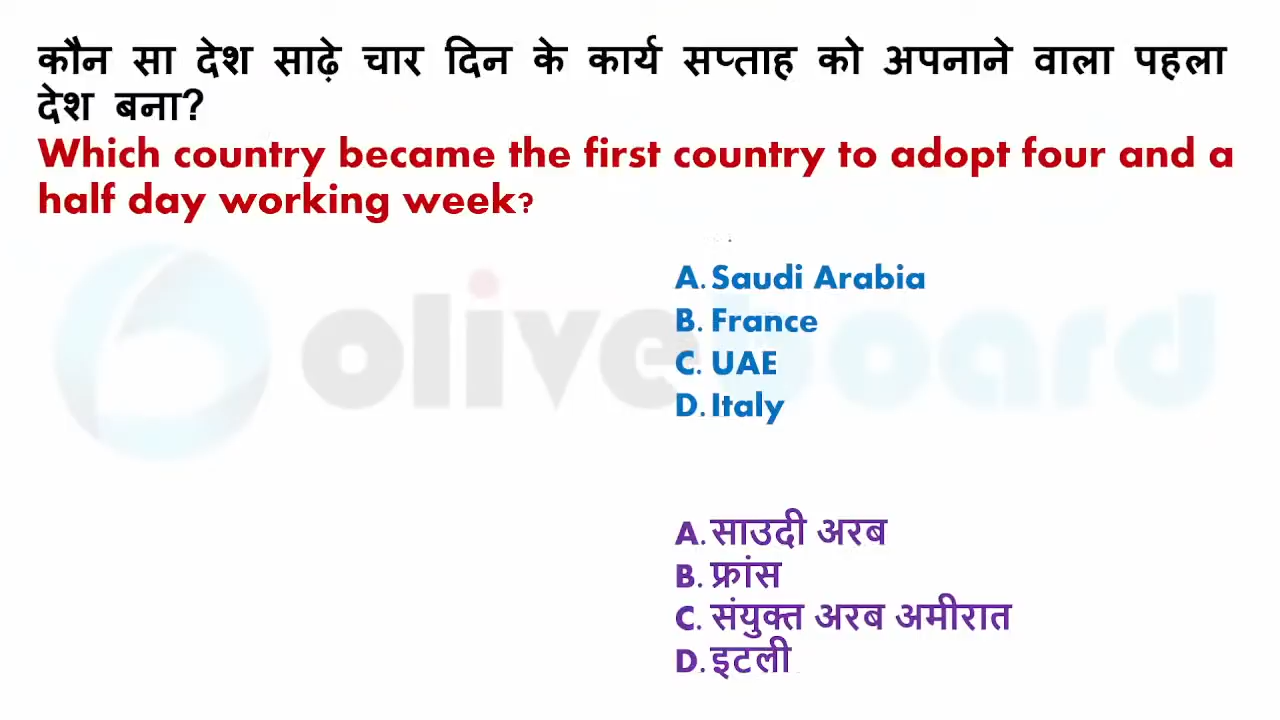 कौन सा देश साढ़े चार दिन के कार्य सप्ताह को अपनाने वाला पहला
देश बना?
Which country became the first country to adopt four and a
half day working week?
oliveboard
A. Saudi Arabia
B. France
C. UAE
D. Italy
A. साउदी अरब
B. फ्रांस
C. संयुक्त अरब अमीरात
D. इटली